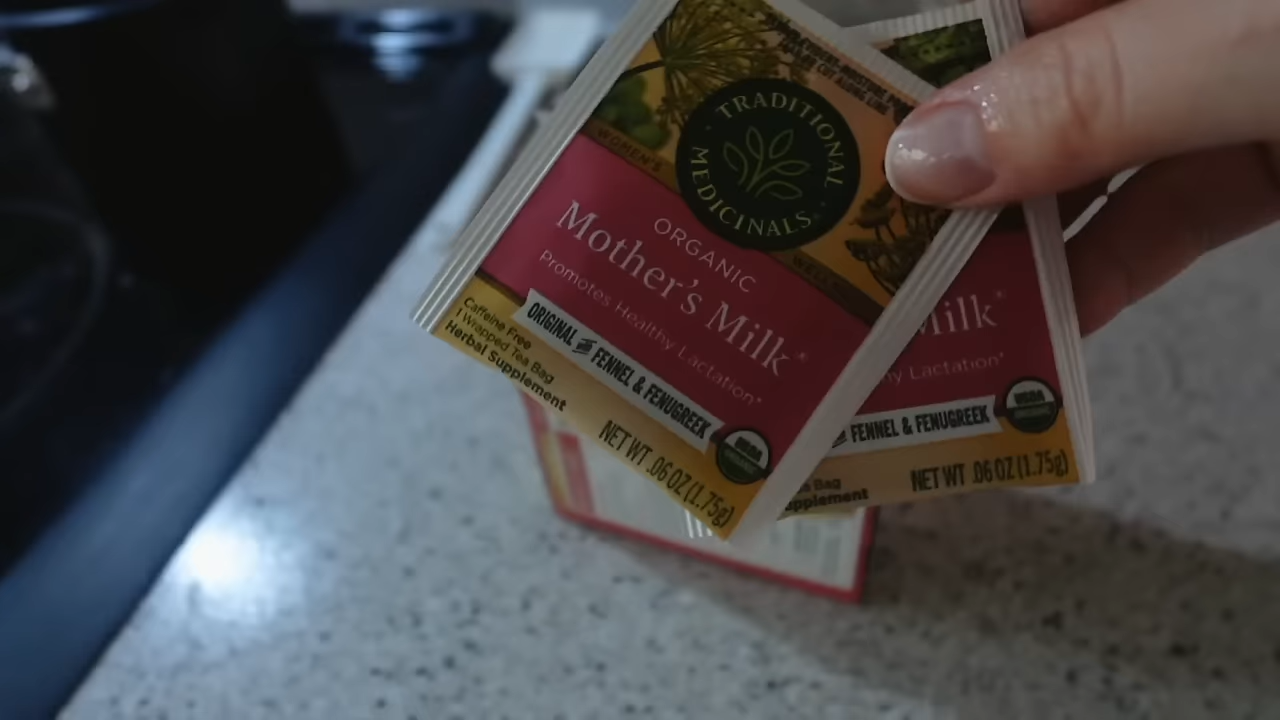 TRADITIONAL
MEDICINALS
WOMEN'S
ORGANIC
Mother's Milk
Promotes Healthy Lactation*
ORIGINAL FENNEL & FENUGREEK
Caffeine Free
1 Wrapped Tea Bag
Herbal Supplement
USDA
ORGANIC
NET WT .06 OZ (1.75g)
Milk
Lactation*
FENNEL & FENUGREEK
USDA
Bag
NET WT .06 OZ (1.75g)